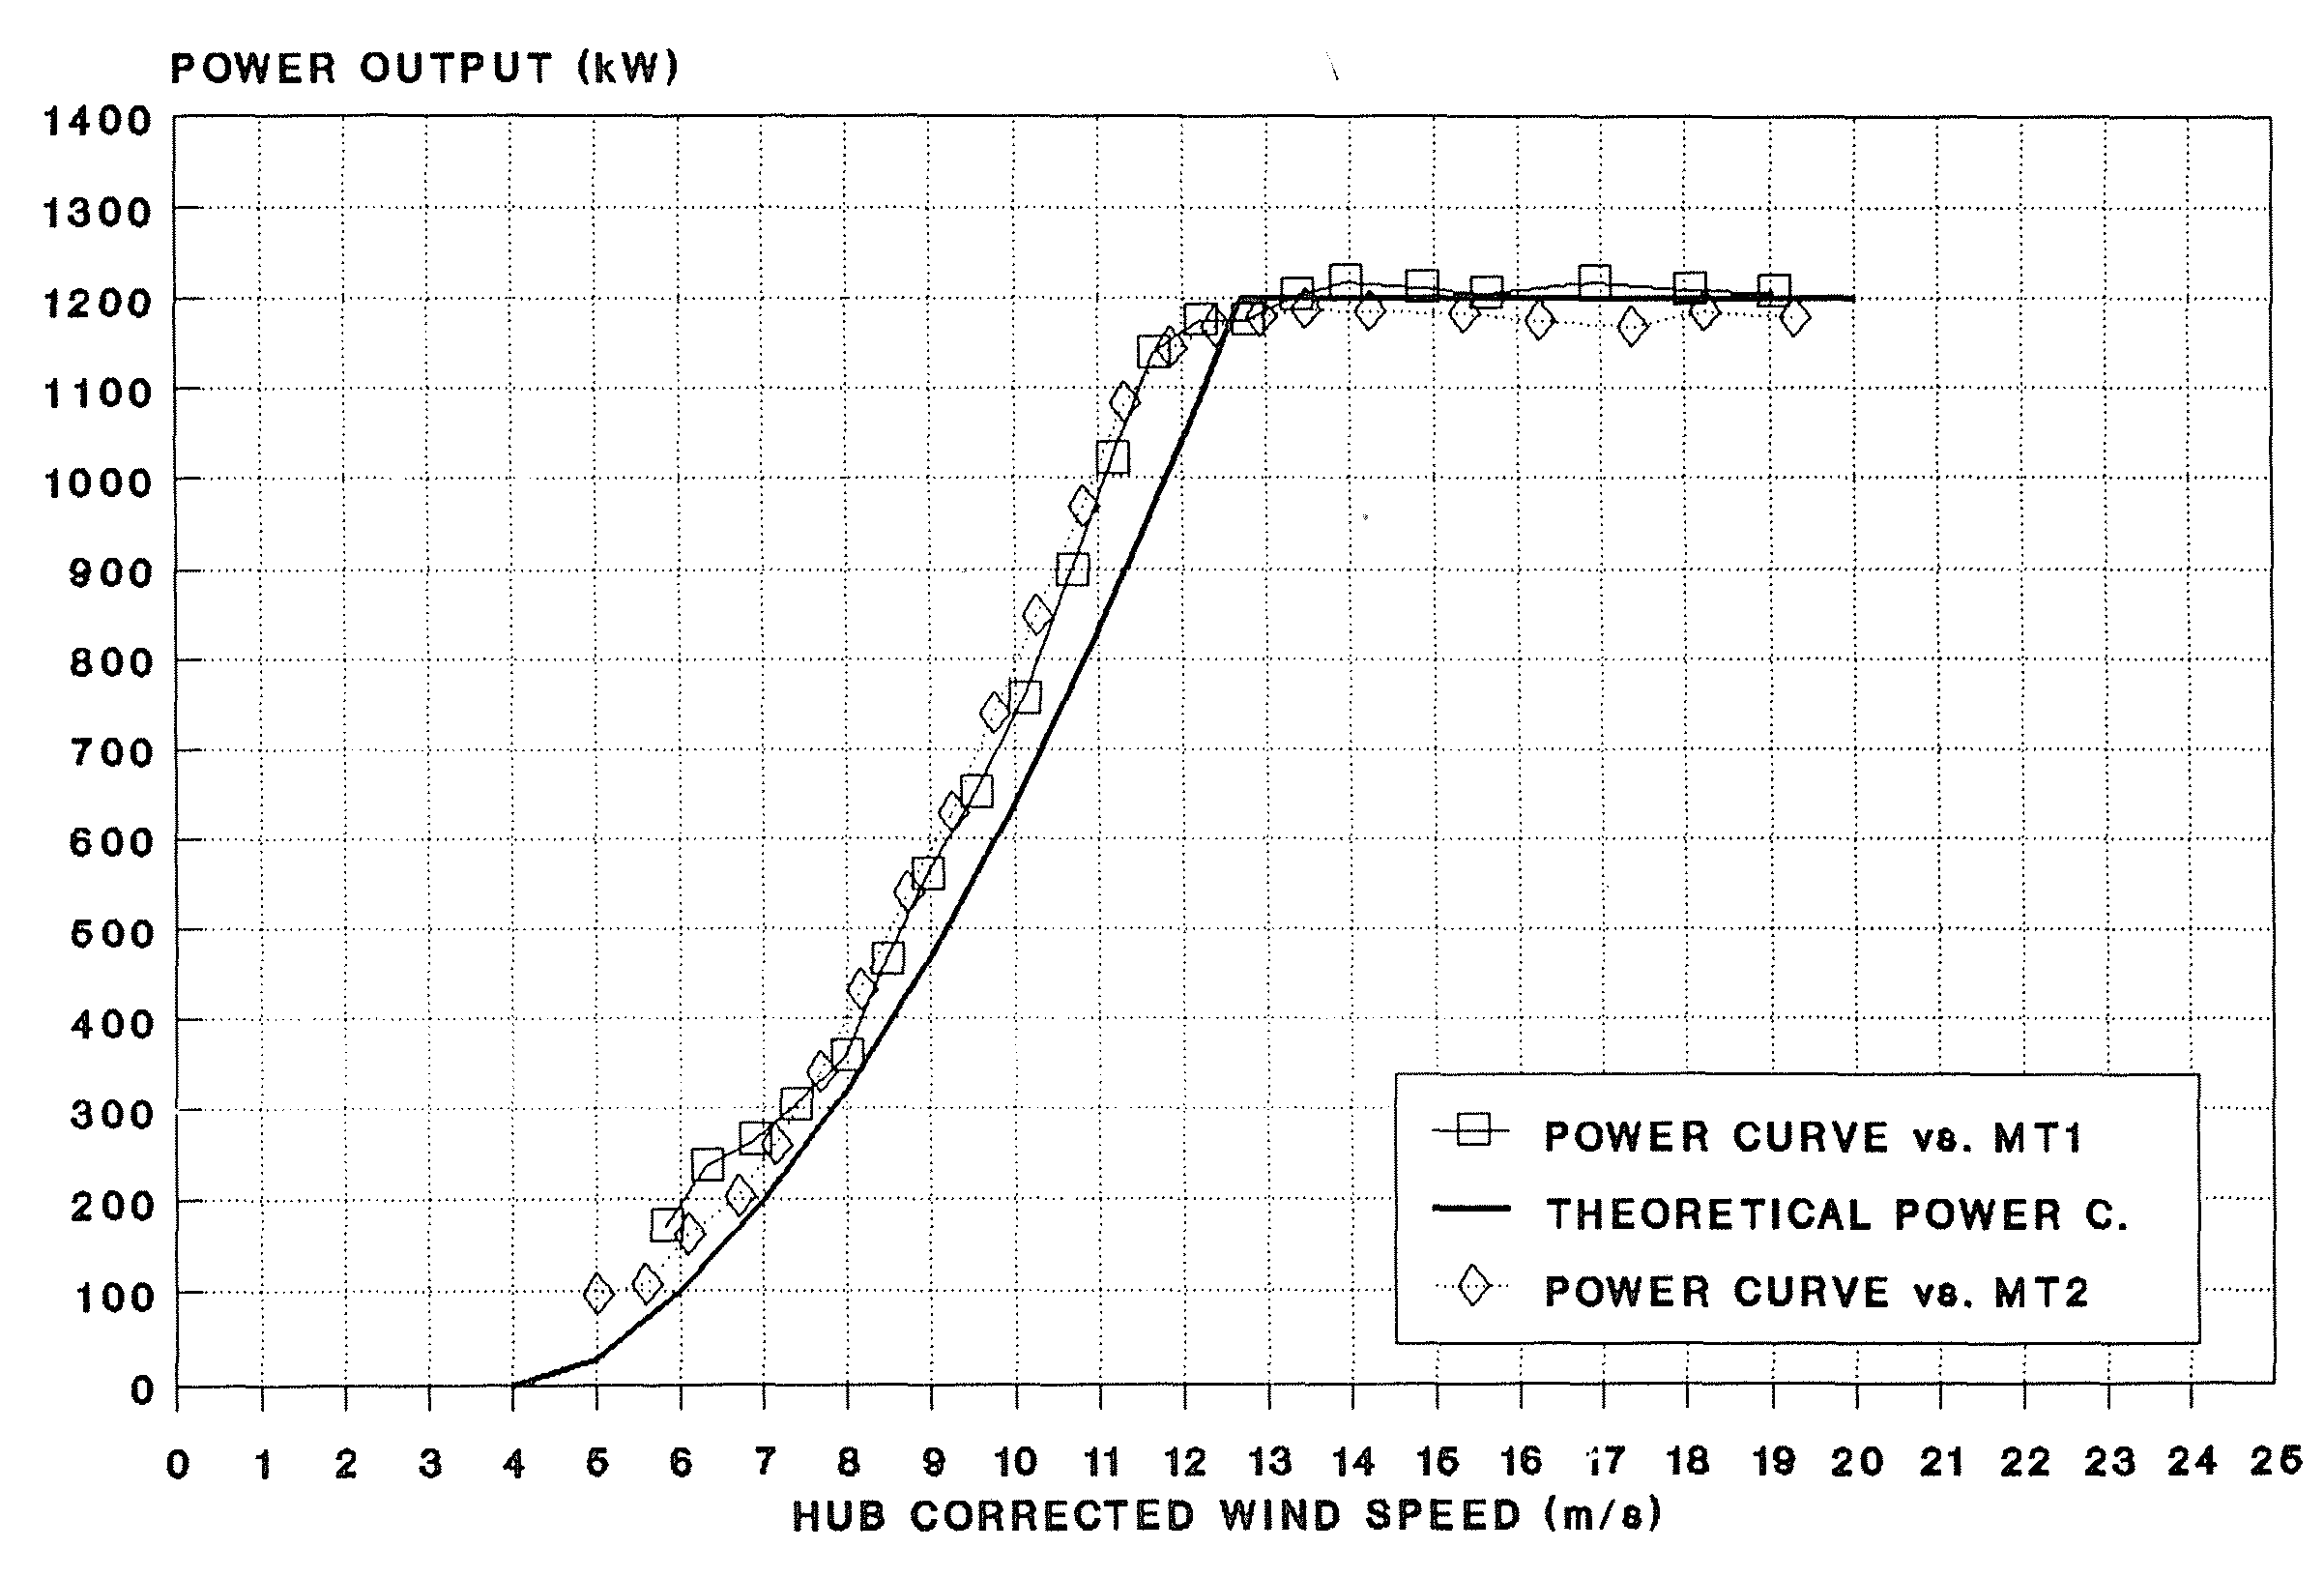 POWER OUTPUT (kW)
1400
1300
1200
1100
1000
900
800
700
600
500
400
300
200
100
0
0 1 2 3 4 5 6 7 8 9 10 11 12 13 14 15 16 17 18 19 20 21 22 23 24 25
HUB CORRECTED WIND SPEED (m/s)
POWER CURVE vs. MT1
THEORETICAL POWER C.
POWER CURVE vs. MT2